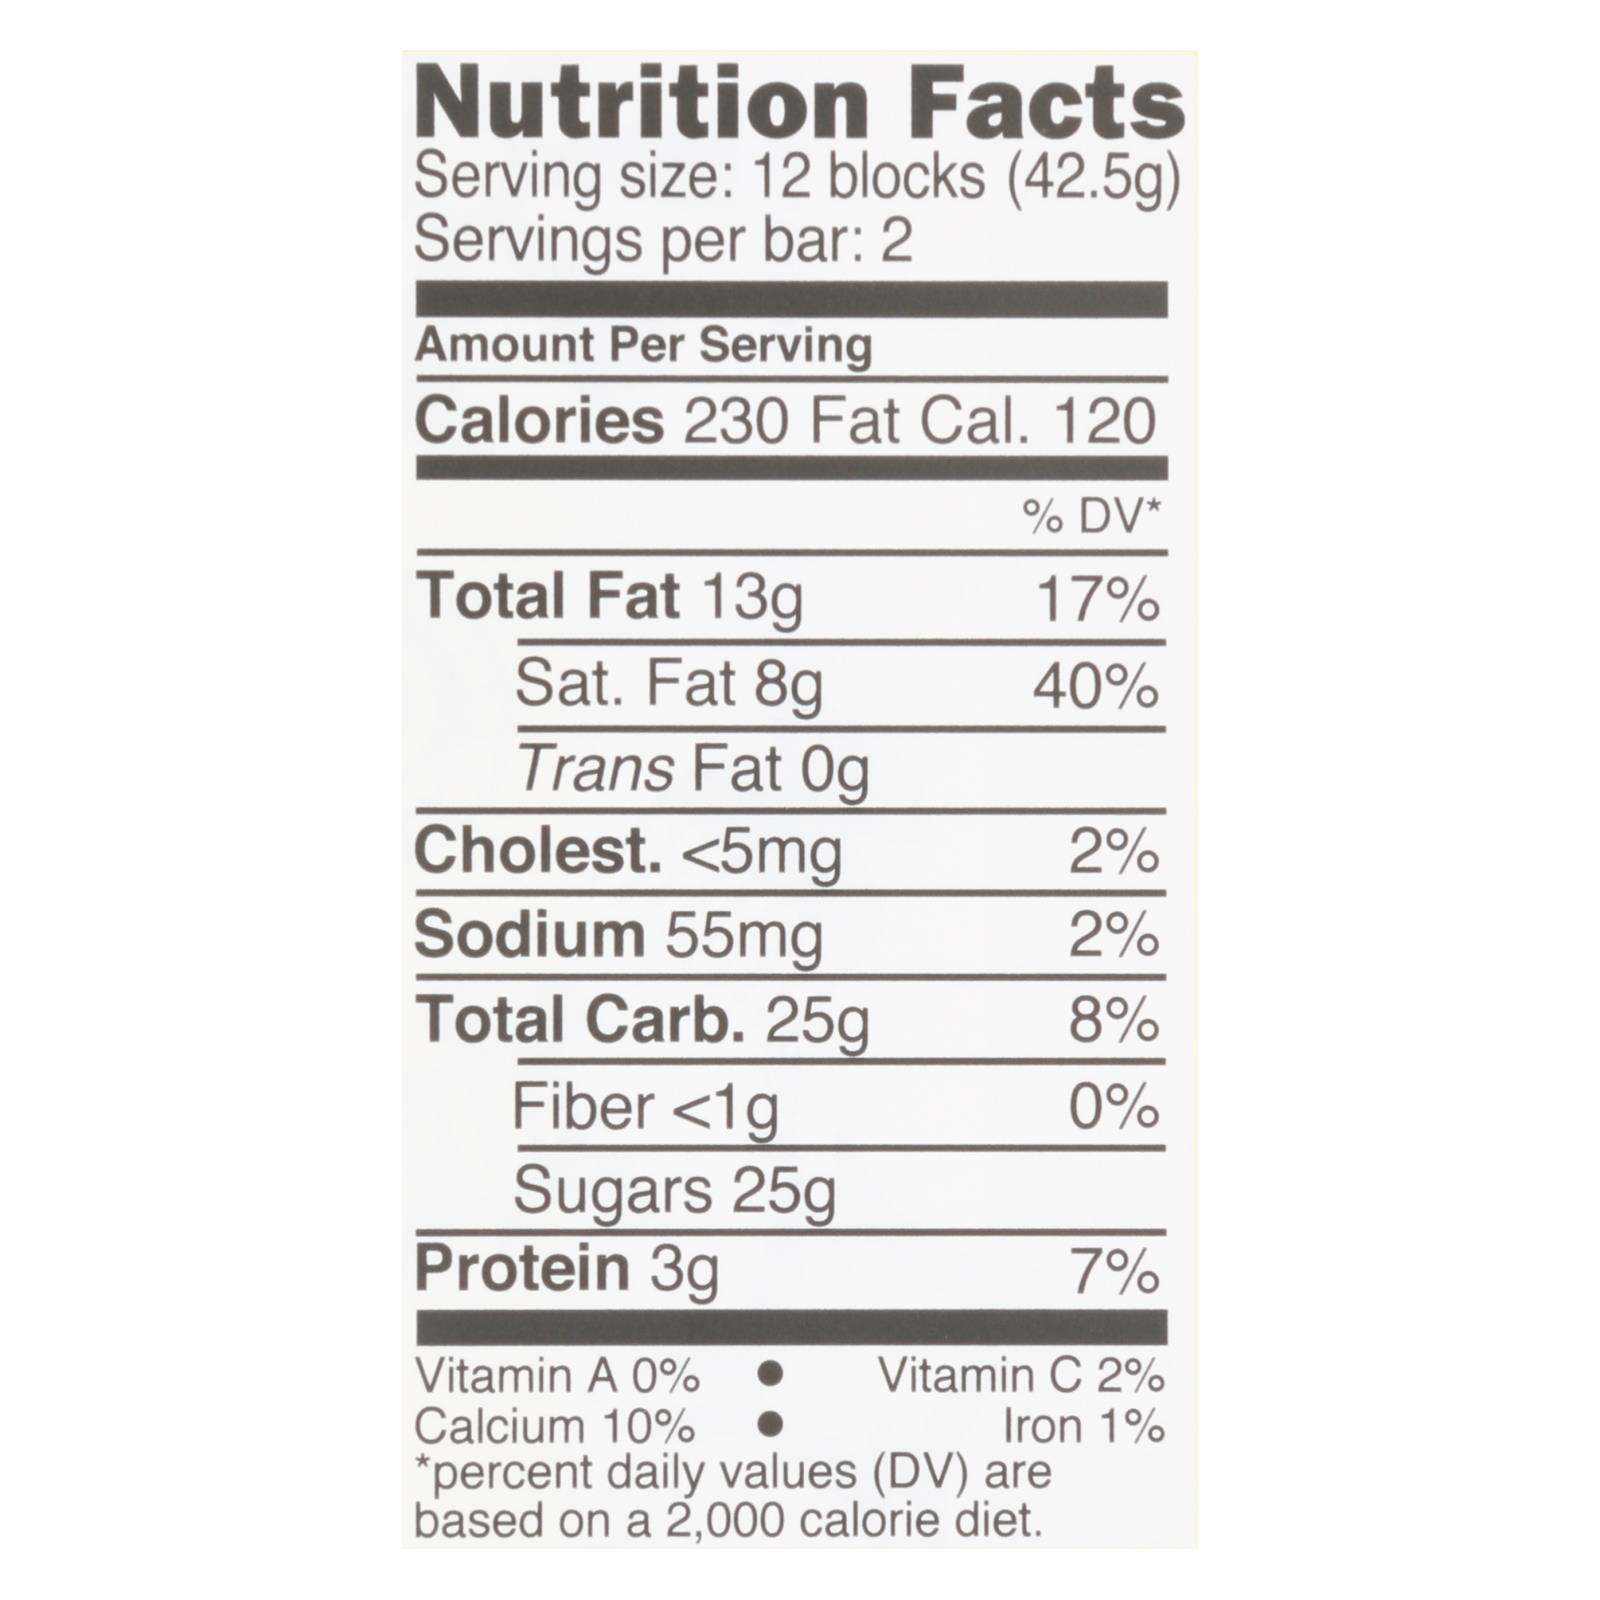 Nutrition Facts
Serving size: 12 blocks (42.5g)
Servings per bar: 2
Amount Per Serving
Calories 230 Fat Cal. 120
% DV*
Total Fat 13g 17%
Sat. Fat 8g 40%
Trans Fat 0g
Cholest. <5mg 2%
Sodium 55mg 2%
Total Carb. 25g 8%
Fiber <1g 0%
Sugars 25g
Protein 3g 7%
Vitamin A 0% • Vitamin C 2%
Calcium 10% • Iron 1%
*percent daily values (DV) are
based on a 2,000 calorie diet.